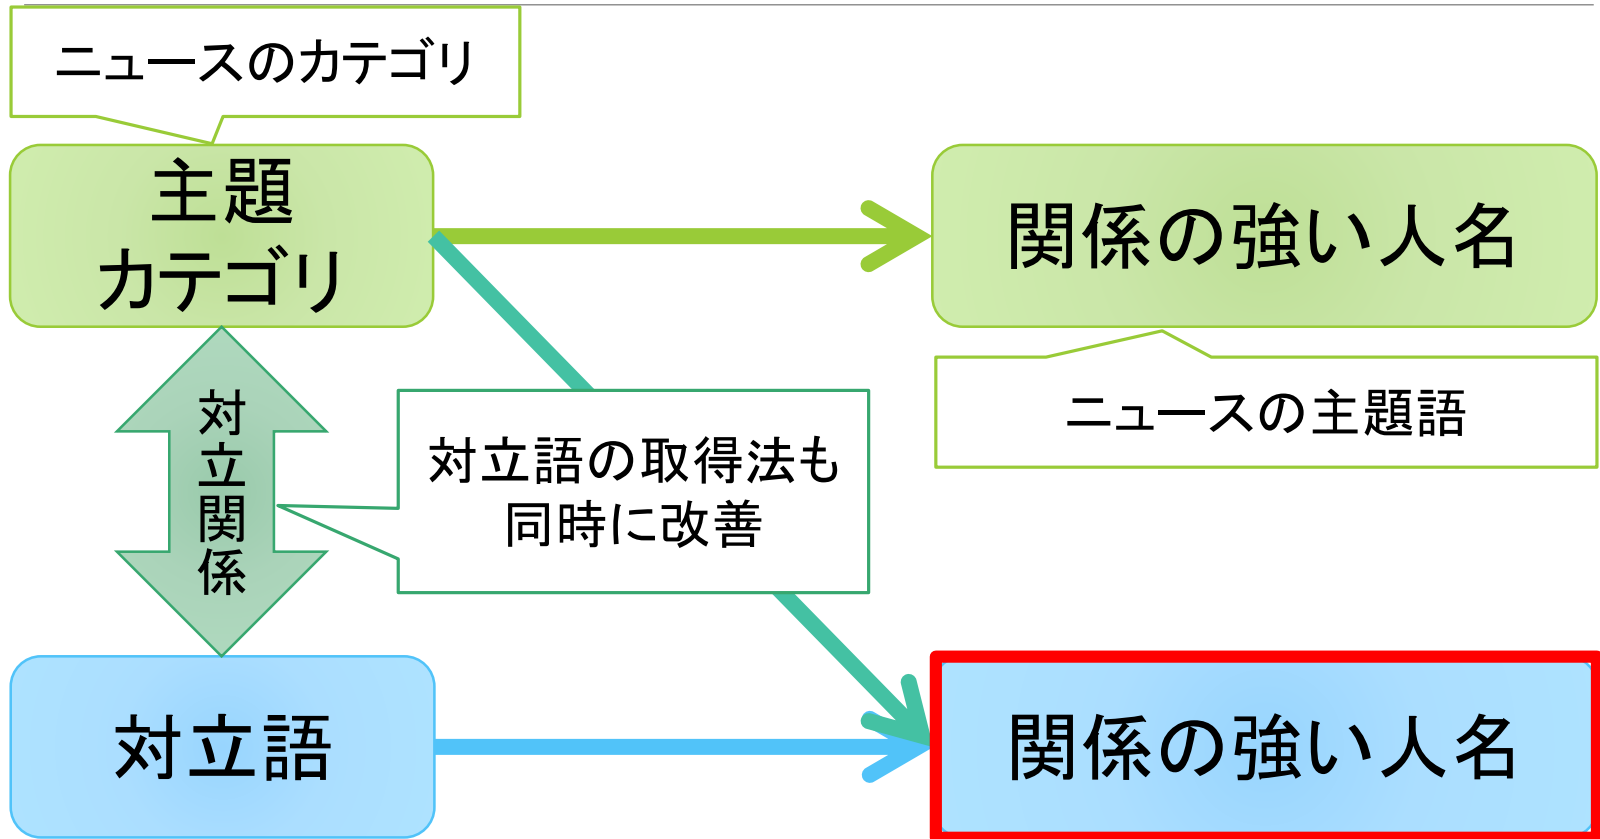 ニュースのカテゴリ
主題
カテゴリ
関係の強い人名
ニュースの主題語
対立関係
対立語の取得法も
同時に改善
対立語
関係の強い人名